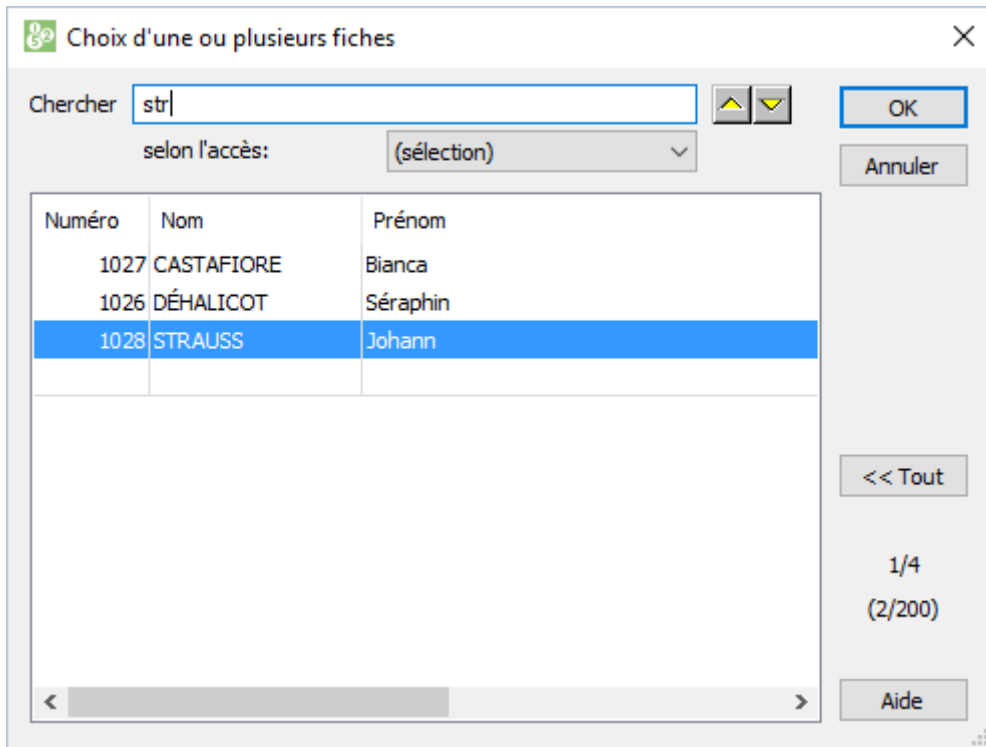 Choix d'une ou plusieurs fiches
Chercher str
OK
selon l'accès: (sélection)
Annuler
Numéro Nom Prénom
1027 CASTAFIORE Bianca
1026 DÉHALICOT Séraphin
1028 STRAUSS Johann
<< Tout
1/4
(2/200)
Aide